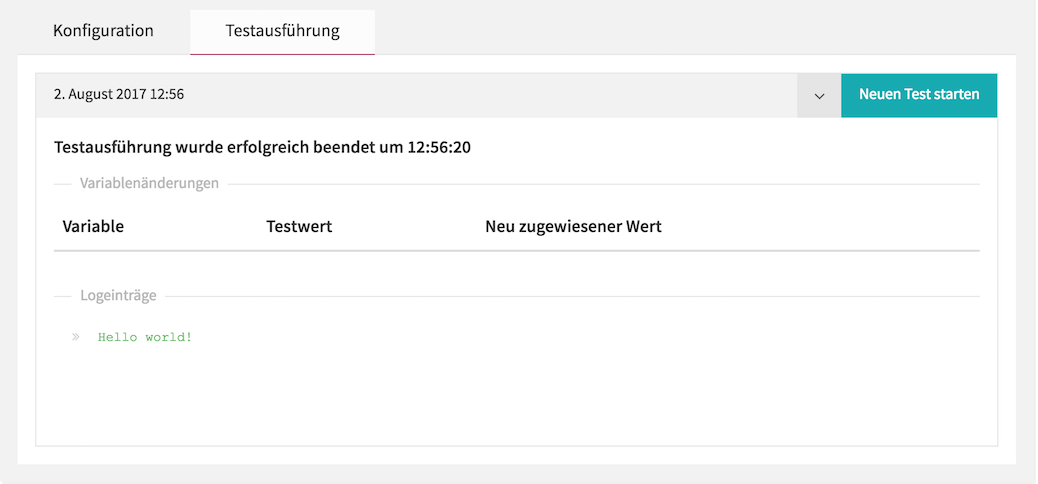 Konfiguration
Testausführung
2. August 2017 12:56
Neuen Test starten
Testausführung wurde erfolgreich beendet um 12:56:20
Variablenänderungen
Variable Testwert Neu zugewiesener Wert
Logeinträge
» Hello world!